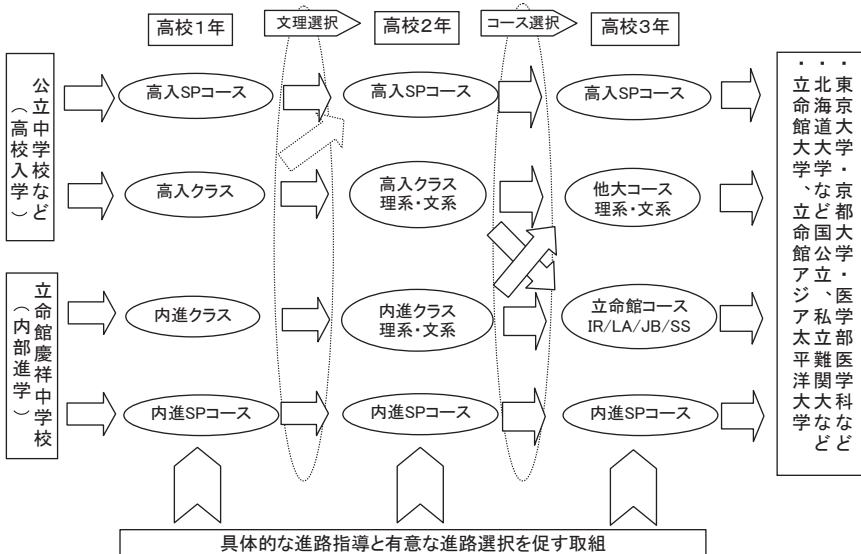 高校1年
文理選択
高校2年
コース選択
高校3年
公立中学校など
（高校入学）
高入SPコース
高入SPコース
高入SPコース
高入クラス
高入クラス
理系・文系
他大コース
理系・文系
立命館慶祥中学校
（内部進学）
内進クラス
内進クラス
理系・文系
立命館コース
IR/LA/JB/SS
内進SPコース
内進SPコース
内進SPコース
・東京大学・京都大学・医学部医学科など
・北海道大学など国公立、私立難関大など
・立命館大学、立命館アジア太平洋大学
具体的な進路指導と有意な進路選択を促す取組